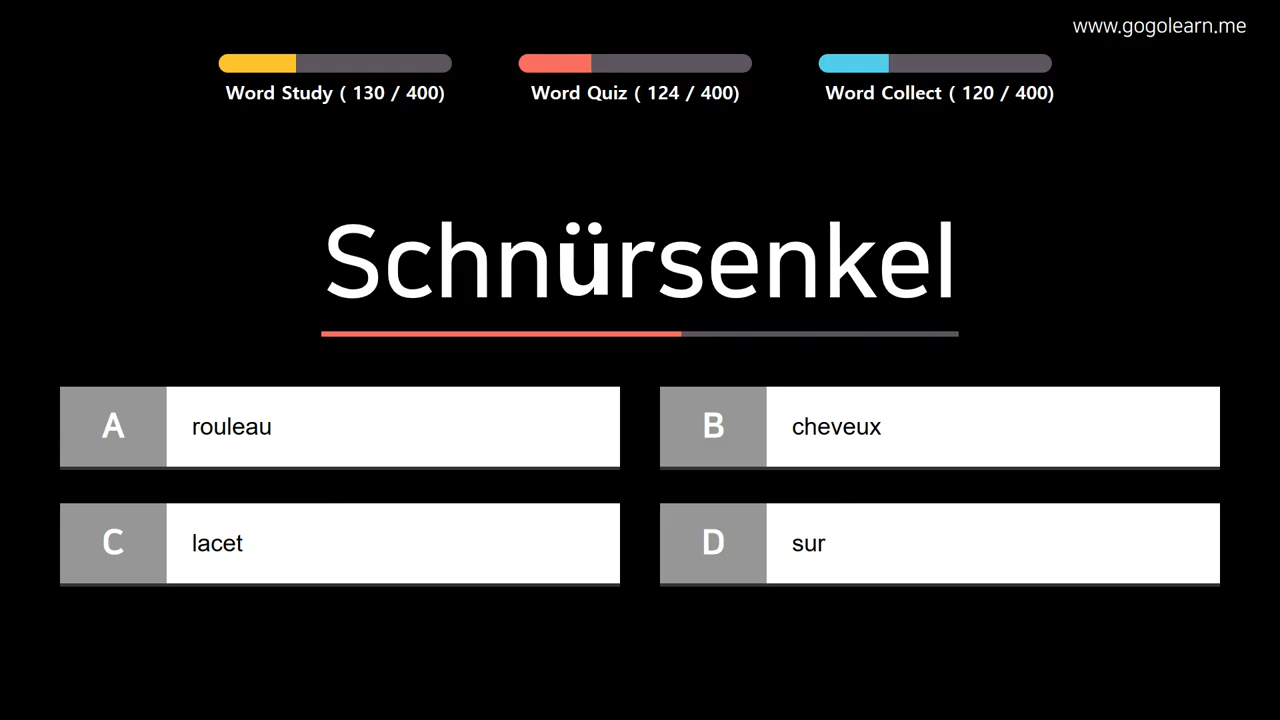 www.gogolearn.me
Word Study ( 130 / 400)
Word Quiz ( 124 / 400)
Word Collect ( 120 / 400)
Schnürsenkel
A rouleau
B cheveux
C lacet
D sur